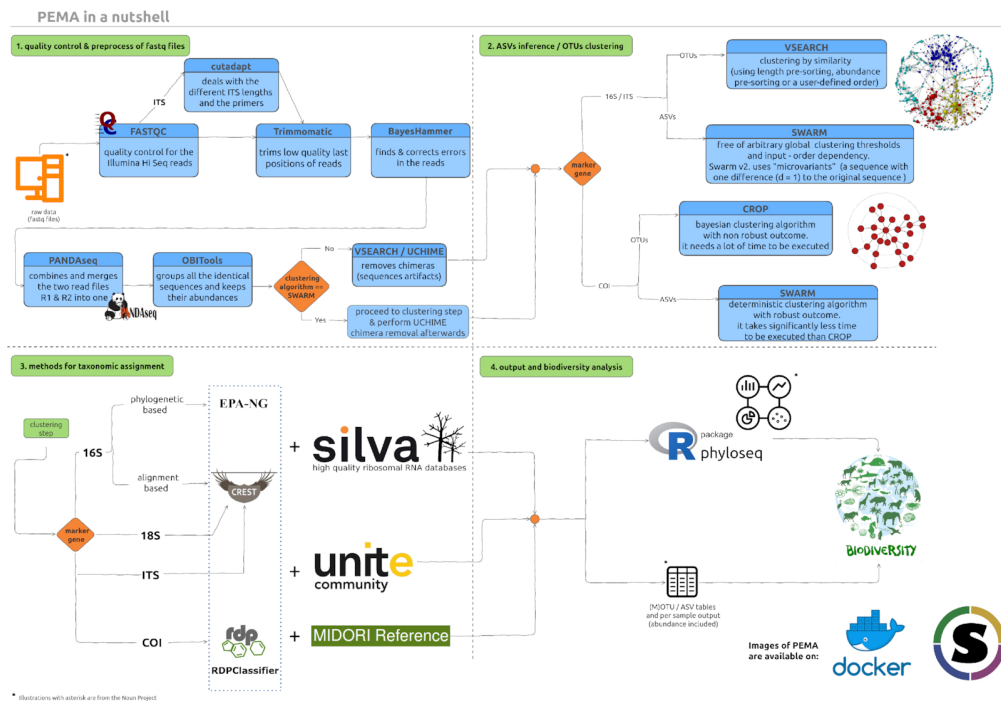 PEMA in a nutshell
1. quality control & preprocess of fastq files
cutadapt
deals with the
different ITS lengths
and the primers
ITS
FASTQC
quality control for the
Illumina Hi Seq reads
Trimmomatic
trims low quality last
positions of reads
BayesHammer
finds & corrects errors
in the reads
*
raw data
(fastq files)
PANDAseq
combines and merges
the two read files
R1 & R2 into one
PANDAseq
OBITools
groups all the identical
sequences and keeps
their abundances
clustering
algorithm ==
SWARM
No
VSEARCH / UCHIME
removes chimeras
(sequences artifacts)
Yes
proceed to clustering step
& perform UCHIME
chimera removal afterwards
2. ASVs inference / OTUs clustering
marker
gene
16S / ITS
OTUs
VSEARCH
clustering by similarity
(using length pre-sorting, abundance
pre-sorting or a user-defined order)
ASVs
SWARM
free of arbitrary global clustering thresholds
and input - order dependency.
Swarm v2. uses "microvariants" (a sequence with
one difference (d = 1) to the original sequence )
COI
OTUs
CROP
bayesian clustering algorithm
with non robust outcome.
it needs a lot of time to be executed
ASVs
SWARM
deterministic clustering algorithm
with robust outcome.
it takes significantly less time
to be executed than CROP
3. methods for taxonomic assignment
clustering
step
marker
gene
16S
phylogenetic
based
EPA-NG
alignment
based
CREST
18S
ITS
COI
rdp
RDPClassifier
+ silva
high quality ribosomal RNA databases
+ unite
community
+ MIDORI Reference
4. output and biodiversity analysis
R package
phyloseq
*
BIODIVERSITY
*
(M)OTU / ASV tables
and per sample output
(abundance included)
Images of PEMA
are available on:
docker
S
* Illustrations with asterisk are from the Noun Project